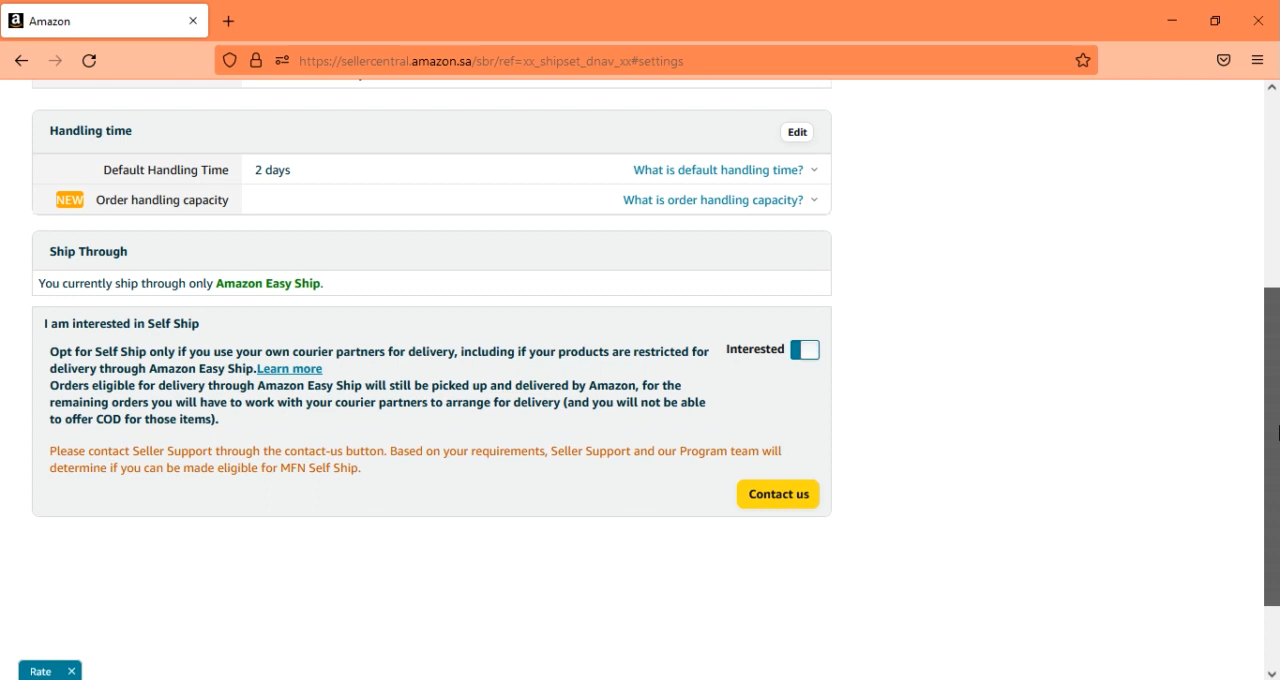 Amazon
https://sellercentral.amazon.sa/sbr/ref=xx_shipset_dnav_xx#settings
Handling time
Edit
Default Handling Time 2 days What is default handling time?
NEW Order handling capacity What is order handling capacity?
Ship Through
You currently ship through only Amazon Easy Ship.
I am interested in Self Ship
Opt for Self Ship only if you use your own courier partners for delivery, including if your products are restricted for
delivery through Amazon Easy Ship.Learn more
Interested
Orders eligible for delivery through Amazon Easy Ship will still be picked up and delivered by Amazon, for the
remaining orders you will have to work with your courier partners to arrange for delivery (and you will not be able
to offer COD for those items).
Please contact Seller Support through the contact-us button. Based on your requirements, Seller Support and our Program team will
determine if you can be made eligible for MFN Self Ship.
Contact us
Rate